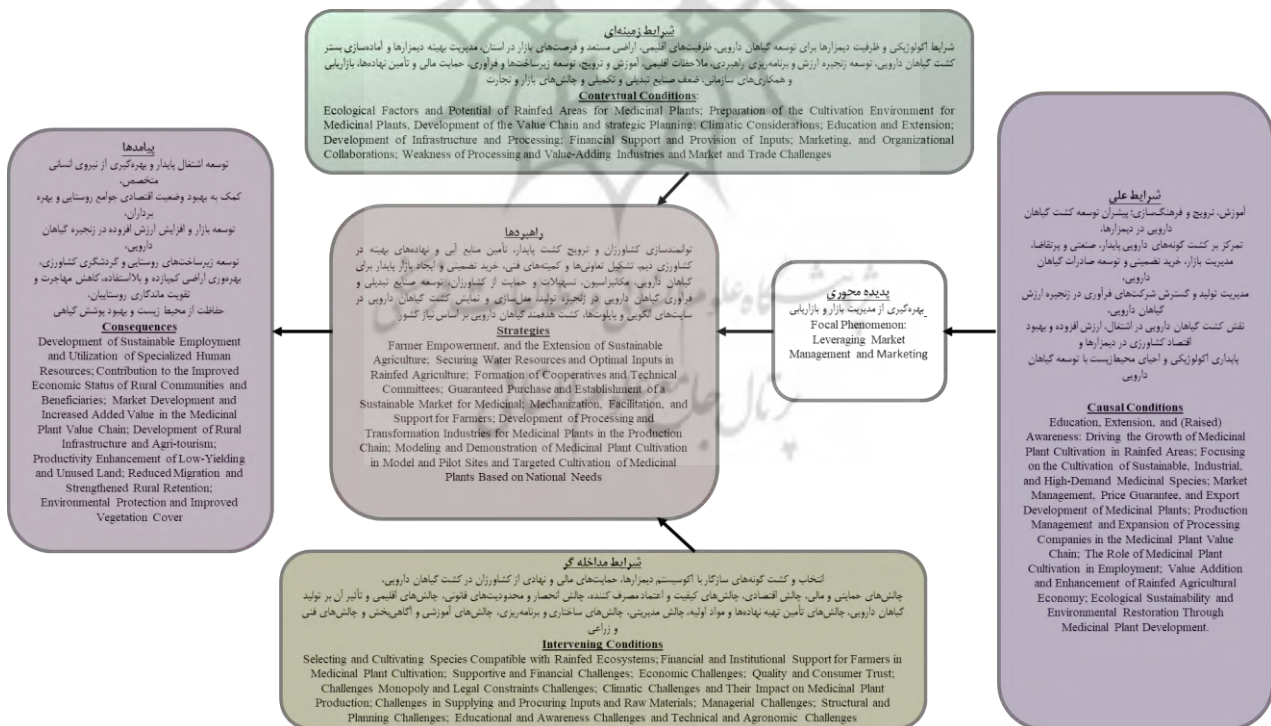 شرایط زمینه‌ای
شرایط اکولوژیکی و ظرفیت دیمزارها برای توسعه گیاهان دارویی، ظرفیت‌های اقلیمی، اراضی مستعد و فرصت‌های بازار در استان، مدیریت بهینه دیمزارها و آماده‌سازی بستر
کشت گیاهان دارویی، توسعه زنجیره ارزش و برنامه‌ریزی راهبردی، ملاحظات اقلیمی، آموزش و ترویج، توسعه زیرساخت‌ها و فرآوری، حمایت مالی و تأمین نهاده‌ها، بازاریابی
و همکاری‌های سازمانی، ضعف صنایع تبدیلی و تکمیلی و چالش‌های بازار و تجارت
Contextual Conditions:
Ecological Factors and Potential of Rainfed Areas for Medicinal Plants; Preparation of the Cultivation Environment for
Medicinal Plants, Development of the Value Chain and strategic Planning; Climatic Considerations; Education and Extension;
Development of Infrastructure and Processing; Financial Support and Provision of Inputs; Marketing, and Organizational
Collaborations; Weakness of Processing and Value-Adding Industries and Market and Trade Challenges
شرایط علی
آموزش، ترویج و فرهنگ‌سازی: پیشران توسعه کشت گیاهان
دارویی در دیمزارها،
تمرکز بر کشت گونه‌های دارویی پایدار، صنعتی و پرتقاضا،
مدیریت بازار، خرید تضمینی و توسعه صادرات گیاهان
دارویی،
مدیریت تولید و گسترش شرکت‌های فرآوری در زنجیره ارزش
گیاهان دارویی،
نقش کشت گیاهان دارویی در اشتغال، ارزش افزوده و بهبود
اقتصاد کشاورزی در دیمزارها و
پایداری اکولوژیکی و احیای محیط‌زیست با توسعه گیاهان
دارویی
Causal Conditions
Education, Extension, and (Raised)
Awareness: Driving the Growth of Medicinal
Plant Cultivation in Rainfed Areas; Focusing
on the Cultivation of Sustainable, Industrial,
and High-Demand Medicinal Species; Market
Management, Price Guarantee, and Export
Development of Medicinal Plants; Production
Management and Expansion of Processing
Companies in the Medicinal Plant Value
Chain; The Role of Medicinal Plant
Cultivation in Employment; Value Addition
and Enhancement of Rainfed Agricultural
Economy; Ecological Sustainability and
Environmental Restoration Through
Medicinal Plant Development.
پدیده محوری
بهره‌گیری از مدیریت بازار و بازاریابی
Focal Phenomenon:
Leveraging Market
Management and Marketing
راهبردها
توانمندسازی کشاورزان و ترویج کشت پایدار، تأمین منابع آبی و نهاده‌های بهینه در
کشاورزی دیم، تشکیل تعاونی‌ها و کمیته‌های فنی، خرید تضمینی و ایجاد بازار پایدار برای
گیاهان دارویی، مکانیزاسیون، تسهیلات و حمایت از کشاورزان، توسعه صنایع تبدیلی و
فرآوری گیاهان دارویی در زنجیره تولید، مدل‌سازی و نمایش کشت گیاهان دارویی در
سایت‌های الگویی و پایلوت‌ها، کشت هدفمند گیاهان دارویی بر اساس نیاز کشور
Strategies
Farmer Empowerment, and the Extension of Sustainable
Agriculture; Securing Water Resources and Optimal Inputs in
Rainfed Agriculture; Formation of Cooperatives and Technical
Committees; Guaranteed Purchase and Establishment of a
Sustainable Market for Medicinal; Mechanization, Facilitation, and
Support for Farmers; Development of Processing and
Transformation Industries for Medicinal Plants in the Production
Chain; Modeling and Demonstration of Medicinal Plant Cultivation
in Model and Pilot Sites and Targeted Cultivation of Medicinal
Plants Based on National Needs
پیامدها
توسعه اشتغال پایدار و بهره‌گیری از نیروی انسانی
متخصص،
کمک به بهبود وضعیت اقتصادی جوامع روستایی و بهره
برداران،
توسعه بازار و افزایش ارزش افزوده در زنجیره گیاهان
دارویی،
توسعه زیرساخت‌های روستایی و گردشگری کشاورزی،
بهره‌وری اراضی کم‌بازده و بلااستفاده، کاهش مهاجرت و
تقویت ماندگاری روستاییان،
حفاظت از محیط زیست و بهبود پوشش گیاهی
Consequences
Development of Sustainable Employment
and Utilization of Specialized Human
Resources; Contribution to the Improved
Economic Status of Rural Communities and
Beneficiaries; Market Development and
Increased Added Value in the Medicinal
Plant Value Chain; Development of Rural
Infrastructure and Agri-tourism;
Productivity Enhancement of Low-Yielding
and Unused Land; Reduced Migration and
Strengthened Rural Retention;
Environmental Protection and Improved
Vegetation Cover
شرایط مداخله گر
انتخاب و کشت گونه‌های سازگار با اکوسیستم دیمزارها، حمایت‌های مالی و نهادی از کشاورزان در کشت گیاهان دارویی،
چالش‌های حمایتی و مالی، چالش اقتصادی، چالش‌های کیفیت و اعتماد مصرف کننده، چالش انحصار و محدودیت‌های قانونی، چالش‌های اقلیمی و تأثیر آن بر تولید
گیاهان دارویی، چالش‌های تأمین تهیه نهاده‌ها و مواد اولیه، چالش مدیریتی، چالش‌های ساختاری و برنامه‌ریزی، چالش‌های آموزشی و آگاهی‌بخش و چالش‌های فنی
و زراعی
Intervening Conditions
Selecting and Cultivating Species Compatible with Rainfed Ecosystems; Financial and Institutional Support for Farmers in
Medicinal Plant Cultivation; Supportive and Financial Challenges; Economic Challenges; Quality and Consumer Trust;
Challenges Monopoly and Legal Constraints Challenges; Climatic Challenges and Their Impact on Medicinal Plant
Production; Challenges in Supplying and Procuring Inputs and Raw Materials; Managerial Challenges; Structural and
Planning Challenges; Educational and Awareness Challenges and Technical and Agronomic Challenges
پژوهشگاه علوم انسانی و مطالعات فرهنگی
پرتال جامع علوم انسانی